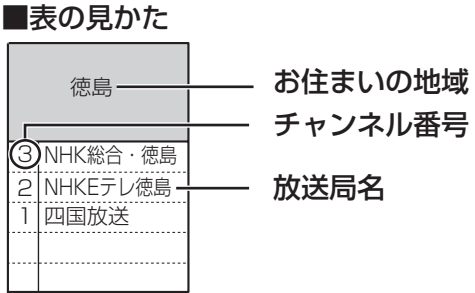 ■表の見かた
徳島
お住まいの地域
チャンネル番号
3 NHK総合・徳島
2 NHKEテレ徳島
放送局名
1 四国放送